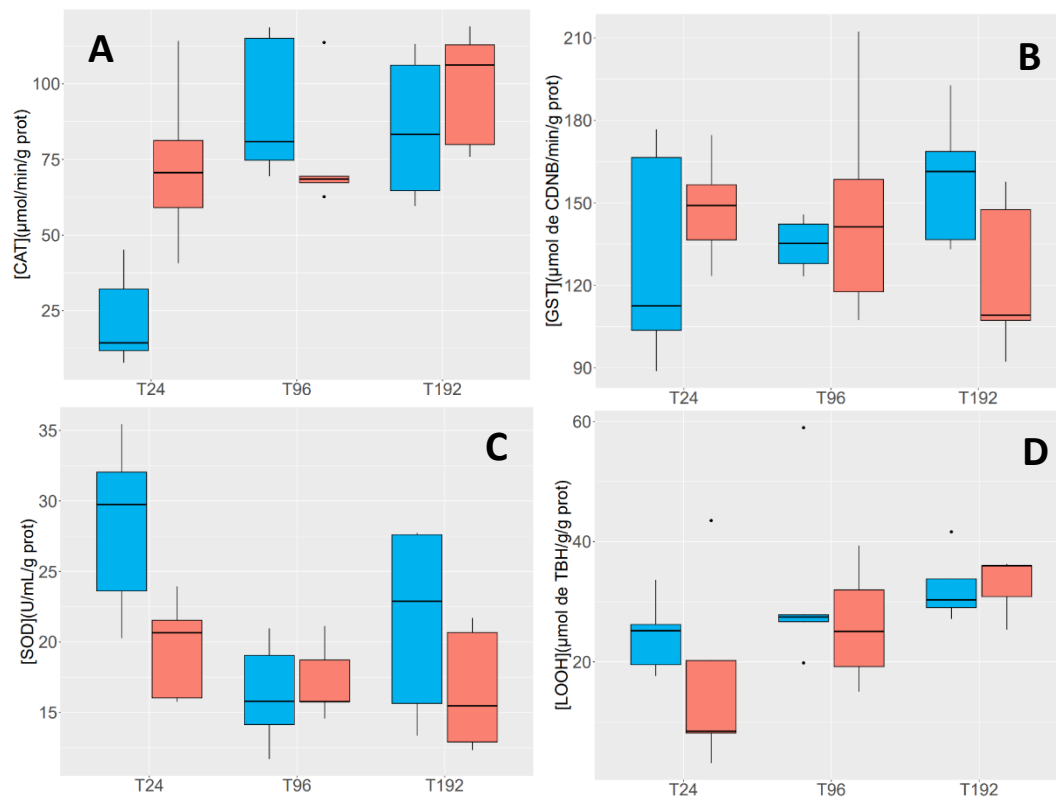 A
[CAT](µmol/min/g prot)
100
75
50
25
T24 T96 T192
B
[GST](µmol de CDNB/min/g prot)
210
180
150
120
90
T24 T96 T192
C
[SOD](U/mL/g prot)
35
30
25
20
15
T24 T96 T192
D
[LOOH](µmol de TBH/g/g prot)
60
40
20
T24 T96 T192